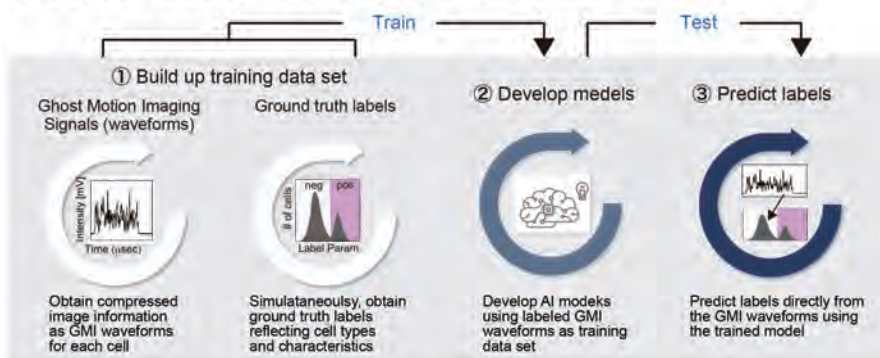 Train
Test
① Build up training data set
Ghost Motion Imaging
Signals (waveforms)
Ground truth labels
② Develop medels
③ Predict labels
Intensity [mV]
Time (μsec)
neg
pos
# of cells
Label Param.
Obtain compressed
image information
as GMI waveforms
for each cell
Simulataneoulsy, obtain
ground truth labels
reflecting cell types
and characteristics
Develop AI modeks
using labeled GMI
waveforms as training
data set
Predict labels directly from
the GMI waveforms using
the trained model